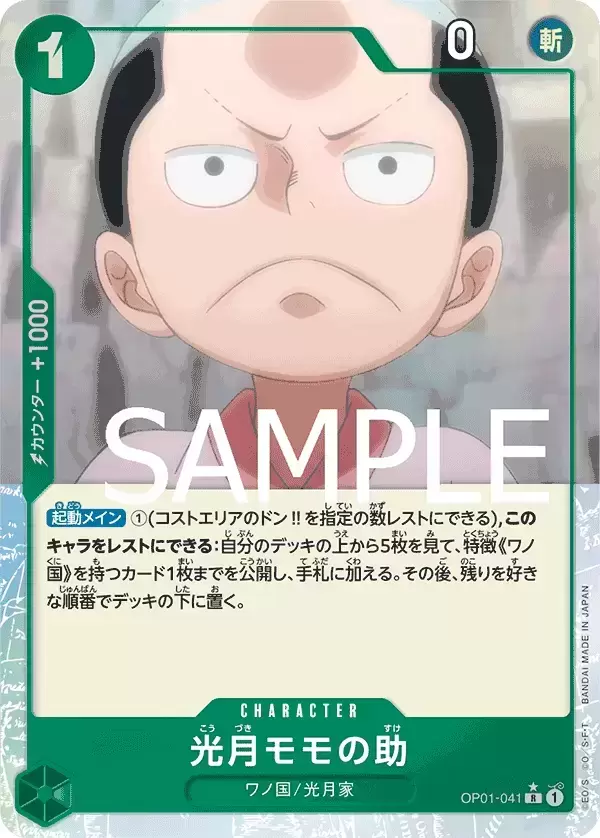 1
0
斬
カウンター +1000
SAMPLE
起動メイン ①(コストエリアのドン!!を指定の数レストにできる),この
キャラをレストにできる:自分のデッキの上から5枚を見て、特徴《ワノ
国》を持つカード1枚までを公開し、手札に加える。その後、残りを好き
な順番でデッキの下に置く。
CHARACTER
光月モモの助
ワノ国/光月家
OP01-041 R 1
©E.O./S. ©O./S・F・T BANDAI MADE IN JAPAN